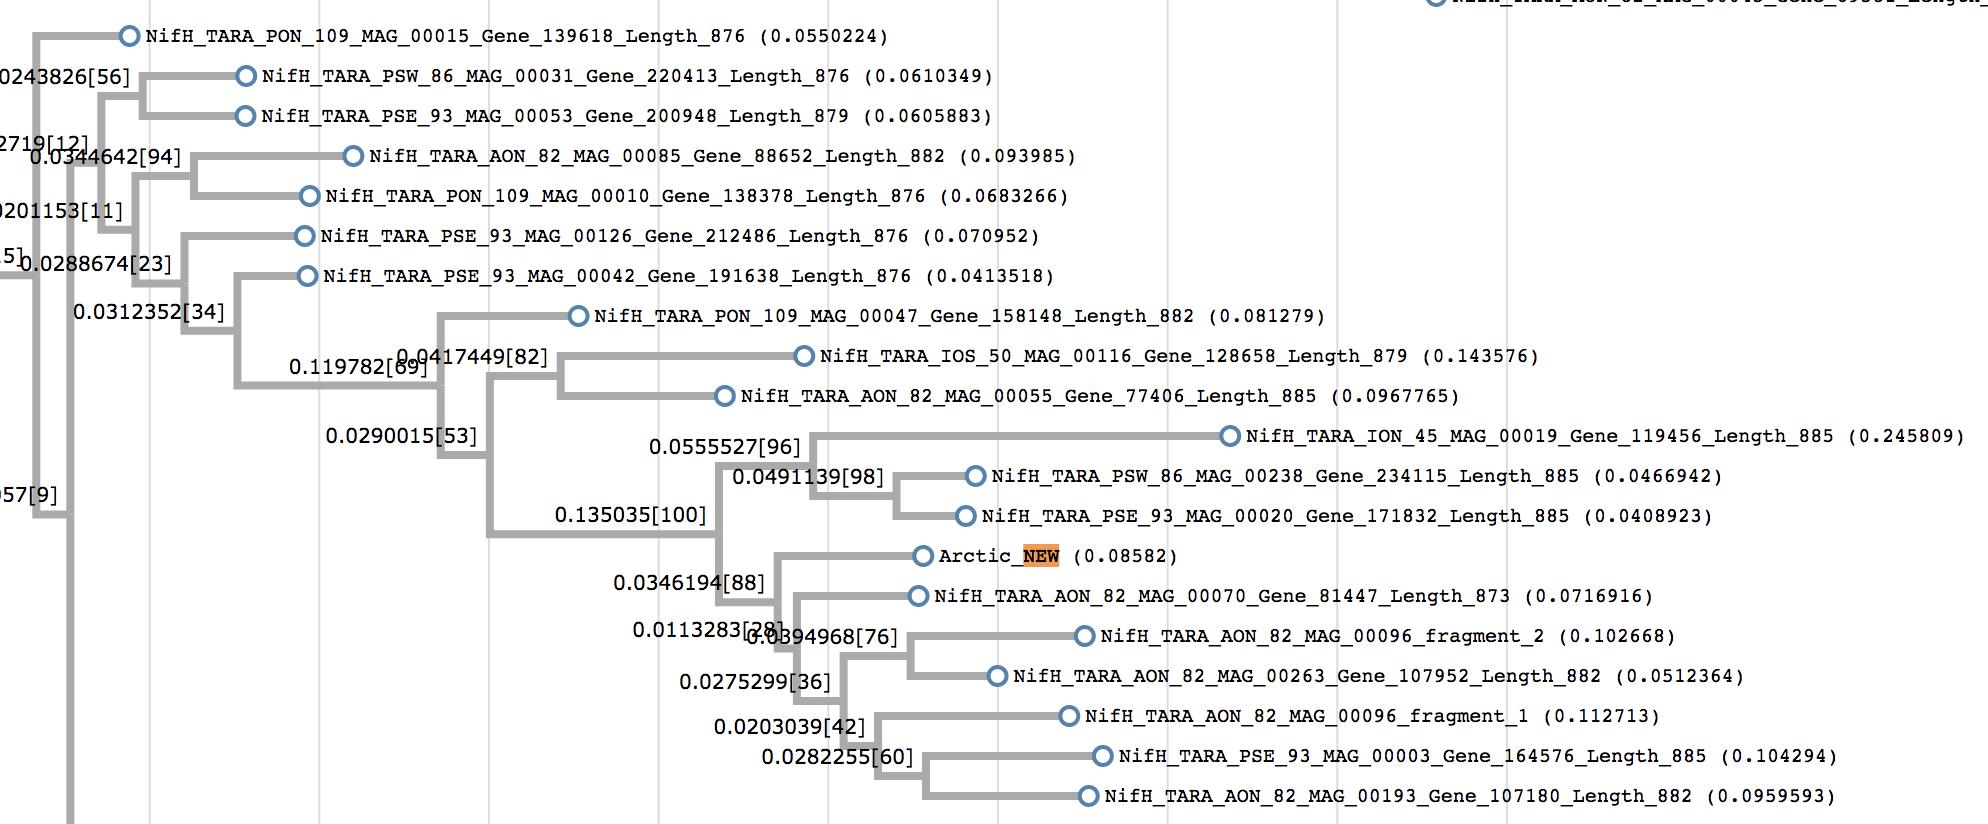 NifH_TARA_PON_109_MAG_00015_Gene_139618_Length_876 (0.0550224)
0243826[56]
NifH_TARA_PSW_86_MAG_00031_Gene_220413_Length_876 (0.0610349)
NifH_TARA_PSE_93_MAG_00053_Gene_200948_Length_879 (0.0605883)
2719[12]
0.0344642[94]
NifH_TARA_AON_82_MAG_00085_Gene_88652_Length_882 (0.093985)
NifH_TARA_PON_109_MAG_00010_Gene_138378_Length_876 (0.0683266)
0201153[11]
NifH_TARA_PSE_93_MAG_00126_Gene_212486_Length_876 (0.070952)
5]
0.0288674[23]
NifH_TARA_PSE_93_MAG_00042_Gene_191638_Length_876 (0.0413518)
0.0312352[34]
NifH_TARA_PON_109_MAG_00047_Gene_158148_Length_882 (0.081279)
0.119782[69]
0.0417449[82]
NifH_TARA_IOS_50_MAG_00116_Gene_128658_Length_879 (0.143576)
NifH_TARA_AON_82_MAG_00055_Gene_77406_Length_885 (0.0967765)
0.0290015[53]
0.0555527[96]
NifH_TARA_ION_45_MAG_00019_Gene_119456_Length_885 (0.245809)
0.0491139[98]
NifH_TARA_PSW_86_MAG_00238_Gene_234115_Length_885 (0.0466942)
57[9]
0.135035[100]
NifH_TARA_PSE_93_MAG_00020_Gene_171832_Length_885 (0.0408923)
Arctic_NEW (0.08582)
0.0346194[88]
NifH_TARA_AON_82_MAG_00070_Gene_81447_Length_873 (0.0716916)
0.0113283[28]
0.0394968[76]
NifH_TARA_AON_82_MAG_00096_fragment_2 (0.102668)
NifH_TARA_AON_82_MAG_00263_Gene_107952_Length_882 (0.0512364)
0.0275299[36]
NifH_TARA_AON_82_MAG_00096_fragment_1 (0.112713)
0.0203039[42]
0.0282255[60]
NifH_TARA_PSE_93_MAG_00003_Gene_164576_Length_885 (0.104294)
NifH_TARA_AON_82_MAG_00193_Gene_107180_Length_882 (0.0959593)